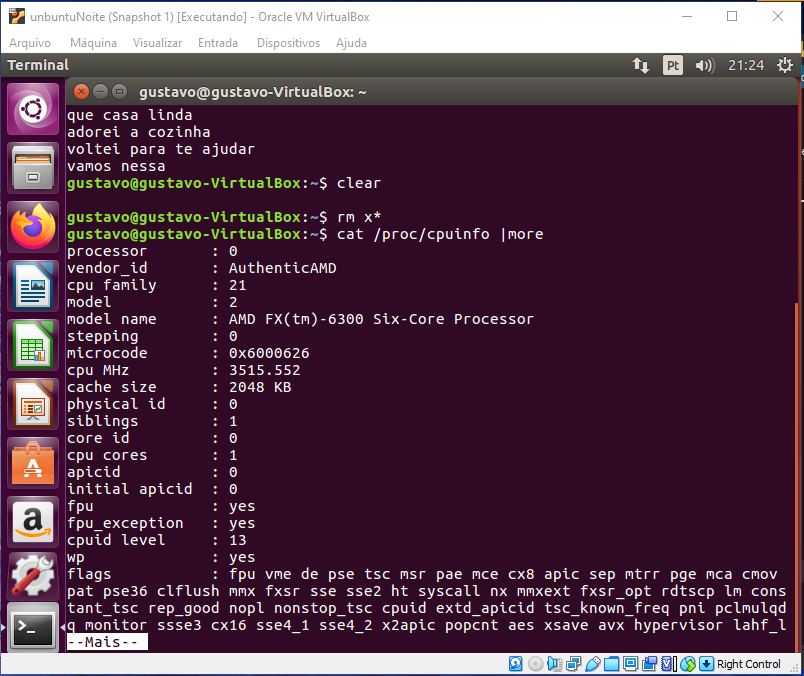 unbuntuNoite (Snapshot 1) [Executando] - Oracle VM VirtualBox
Arquivo Máquina Visualizar Entrada Dispositivos Ajuda
Terminal Pt 21:24
gustavo@gustavo-VirtualBox: ~
que casa linda
adorei a cozinha
voltei para te ajudar
vamos nessa
gustavo@gustavo-VirtualBox:~$ clear
gustavo@gustavo-VirtualBox:~$ rm x*
gustavo@gustavo-VirtualBox:~$ cat /proc/cpuinfo |more
processor : 0
vendor_id : AuthenticAMD
cpu family : 21
model : 2
model name : AMD FX(tm)-6300 Six-Core Processor
stepping : 0
microcode : 0x6000626
cpu MHz : 3515.552
cache size : 2048 KB
physical id : 0
siblings : 1
core id : 0
cpu cores : 1
apicid : 0
initial apicid : 0
fpu : yes
fpu_exception : yes
cpuid level : 13
wp : yes
flags : fpu vme de pse tsc msr pae mce cx8 apic sep mtrr pge mca cmov
pat pse36 clflush mmx fxsr sse sse2 ht syscall nx mmxext fxsr_opt rdtscp lm cons
tant_tsc rep_good nopl nonstop_tsc cpuid extd_apicid tsc_known_freq pni pclmulqd
q monitor ssse3 cx16 sse4_1 sse4_2 x2apic popcnt aes xsave avx hypervisor lahf_l
--Mais--
Right Control